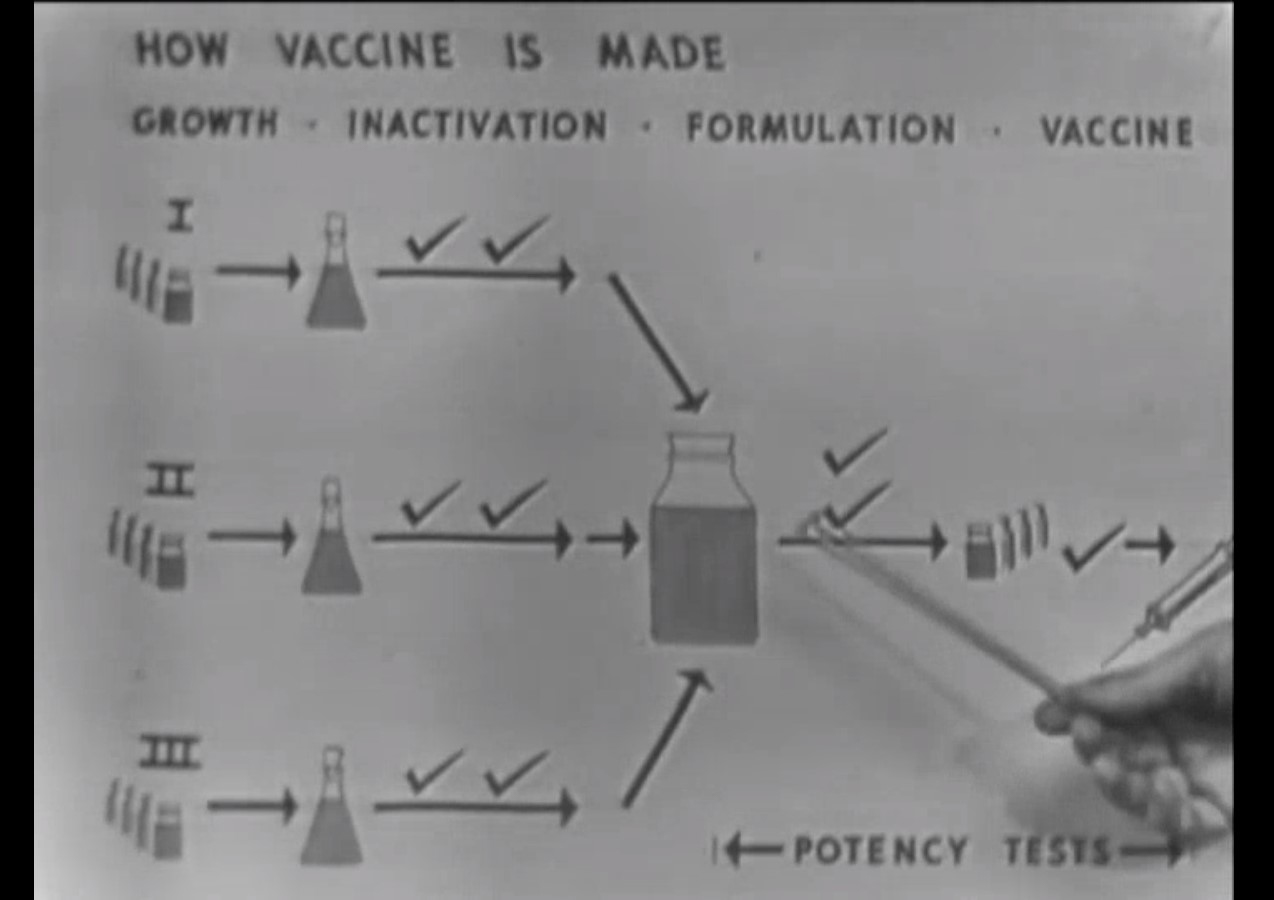 HOW VACCINE IS MADE
GROWTH · INACTIVATION · FORMULATION · VACCINE
I
II
III
POTENCY TESTS